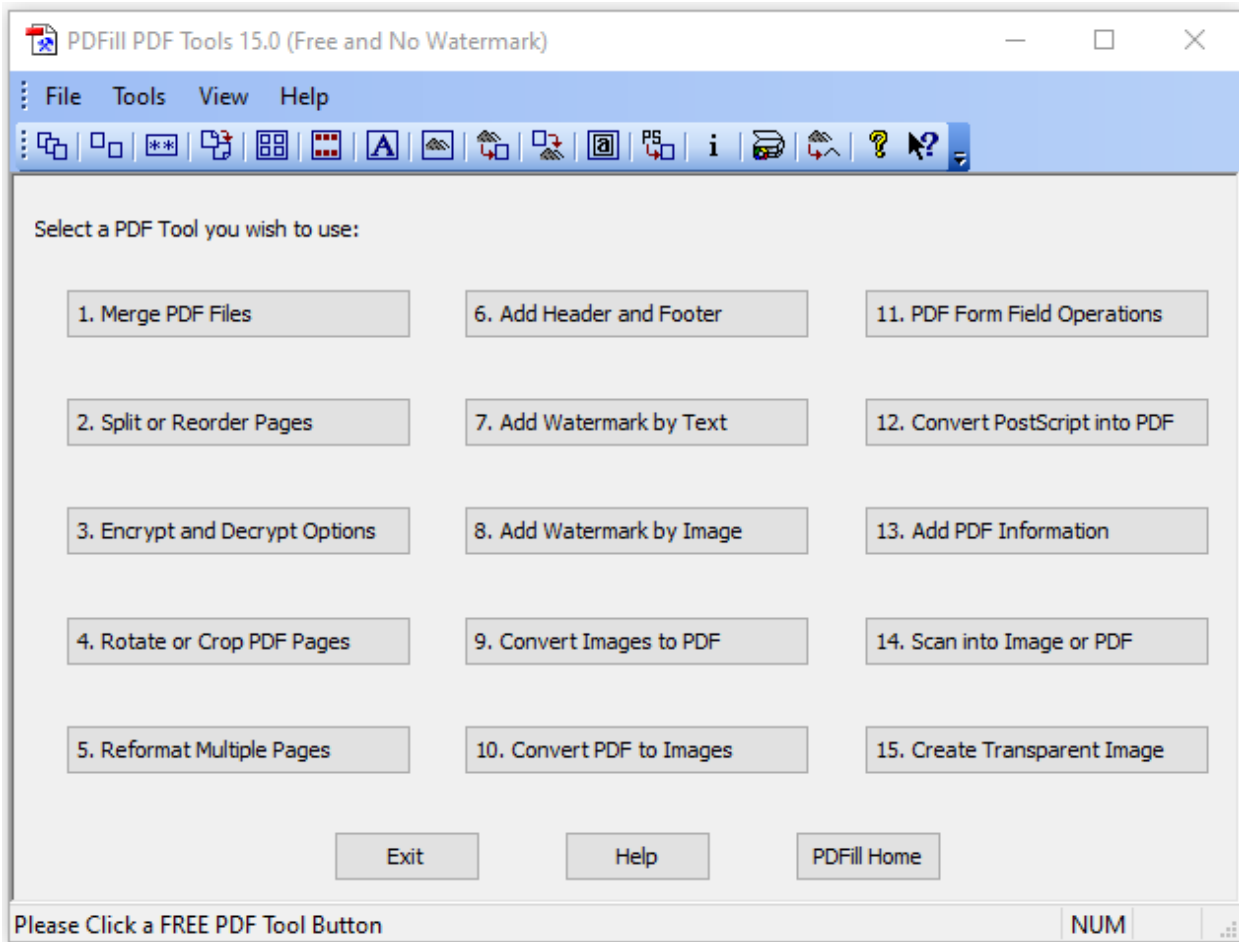 PDFill PDF Tools 15.0 (Free and No Watermark)
File Tools View Help
** A a PS i ? ?
Select a PDF Tool you wish to use:
1. Merge PDF Files
2. Split or Reorder Pages
3. Encrypt and Decrypt Options
4. Rotate or Crop PDF Pages
5. Reformat Multiple Pages
6. Add Header and Footer
7. Add Watermark by Text
8. Add Watermark by Image
9. Convert Images to PDF
10. Convert PDF to Images
11. PDF Form Field Operations
12. Convert PostScript into PDF
13. Add PDF Information
14. Scan into Image or PDF
15. Create Transparent Image
Exit Help PDFill Home
Please Click a FREE PDF Tool Button NUM